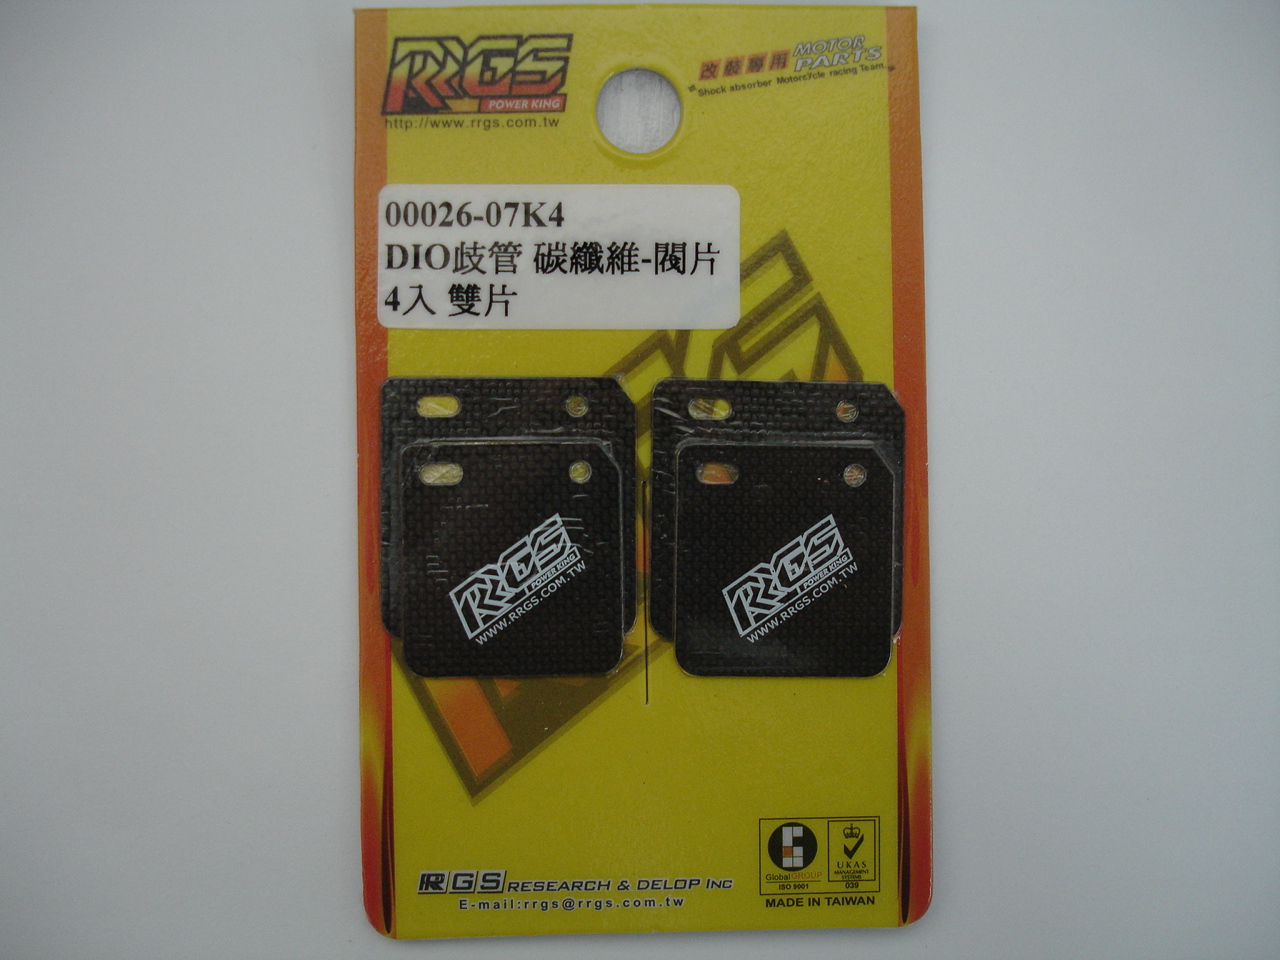 RRGS
POWER KING
http://www.rrgs.com.tw
改裝專用 MOTOR PARTS
Shock absorber Motorcycle racing Team
00026-07K4
DIO歧管 碳纖維-閥片
4入 雙片
RRGS
POWER KING
WWW.RRGS.COM.TW
RRGS
POWER KING
WWW.RRGS.COM.TW
RRGS RESEARCH & DELOP INC
E-mail:rrgs@rrgs.com.tw
GlobalGROUP
ISO 9001
UKAS
MANAGEMENT
SYSTEMS
039
MADE IN TAIWAN